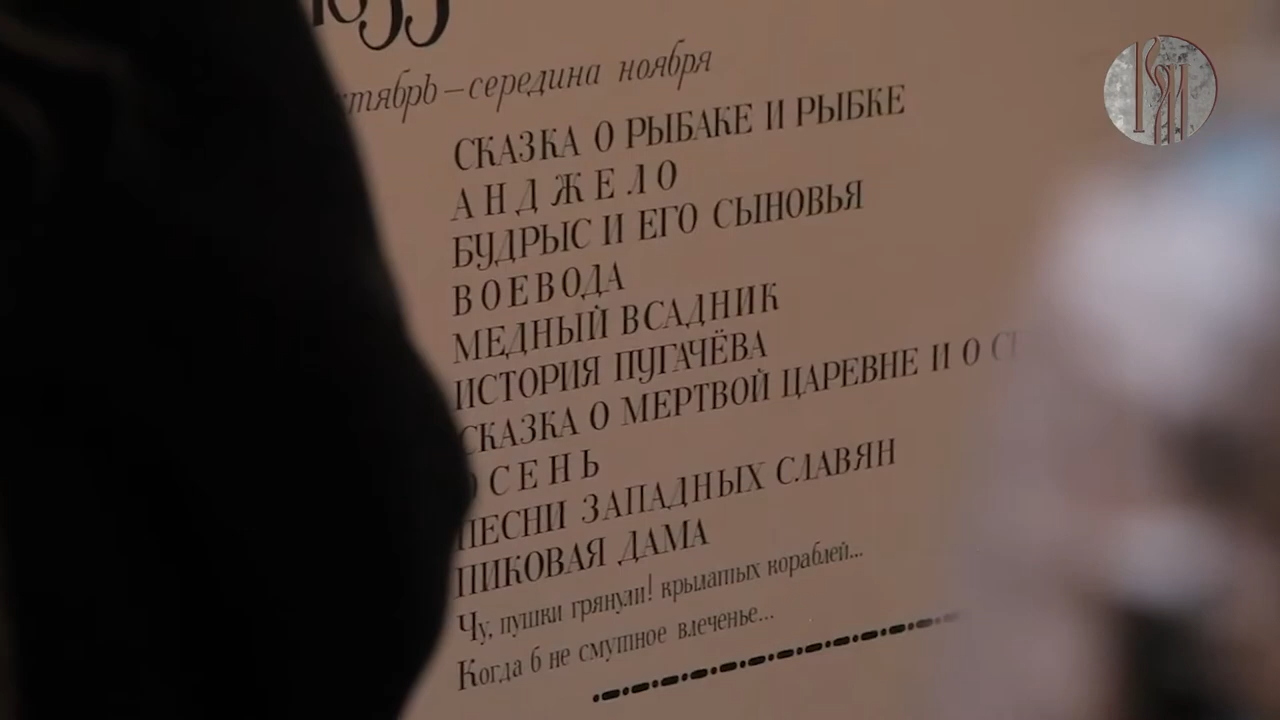 1833
октябрь – середина ноября
СКАЗКА О РЫБАКЕ И РЫБКЕ
АНДЖЕЛО
БУДРЫС И ЕГО СЫНОВЬЯ
ВОЕВОДА
МЕДНЫЙ ВСАДНИК
ИСТОРИЯ ПУГАЧЁВА
СКАЗКА О МЕРТВОЙ ЦАРЕВНЕ И О
ОСЕНЬ
ПЕСНИ ЗАПАДНЫХ СЛАВЯН
ПИКОВАЯ ДАМА
Чу, пушки грянули! крылатых кораблей...
Когда б не смутное влеченье...